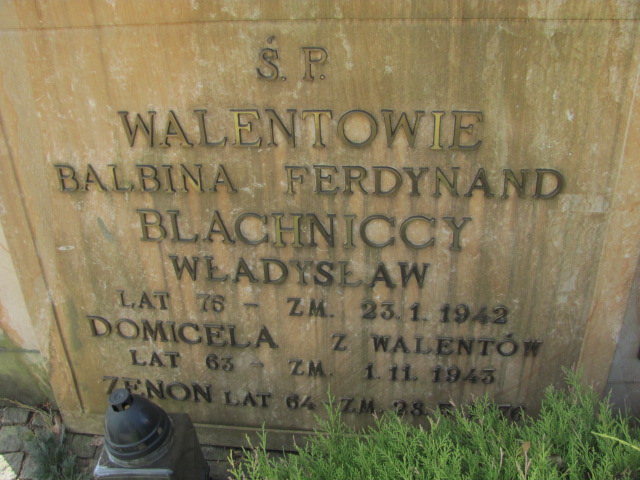 Ś. P.
WALENTOWIE
BALBINA FERDYNAND
BLACHNICCY
WŁADYSŁAW
LAT 76 - ZM. 23.1.1942
DOMICELA Z WALENTÓW
LAT 63 - ZM. 1.11.1943
ZENON LAT 64 ZM. 28